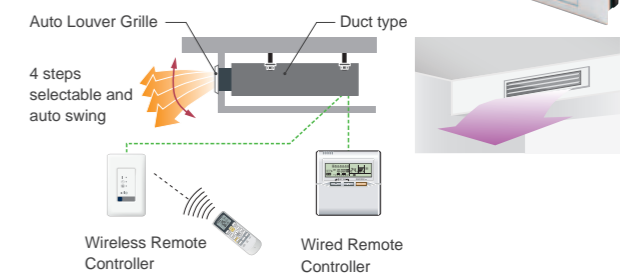 Auto Louver Grille
Duct type
4 steps
selectable and
auto swing
Wireless Remote
Controller
Wired Remote
Controller